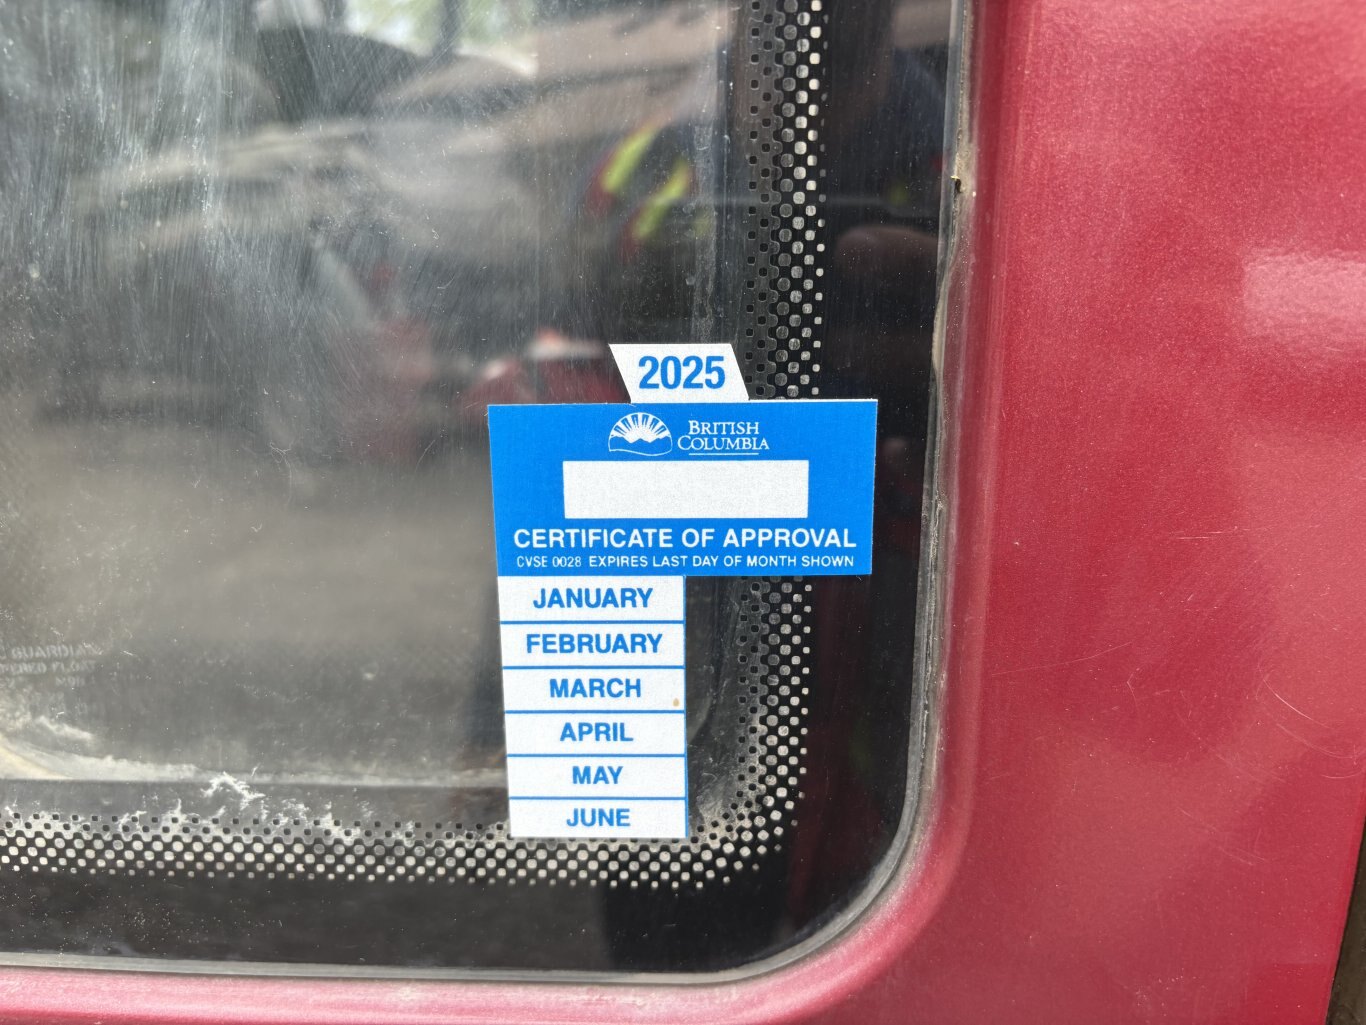 2025
BRITISH
COLUMBIA
CERTIFICATE OF APPROVAL
CVSE 0028 EXPIRES LAST DAY OF MONTH SHOWN
JANUARY
FEBRUARY
MARCH
APRIL
MAY
JUNE
GUARDIAN